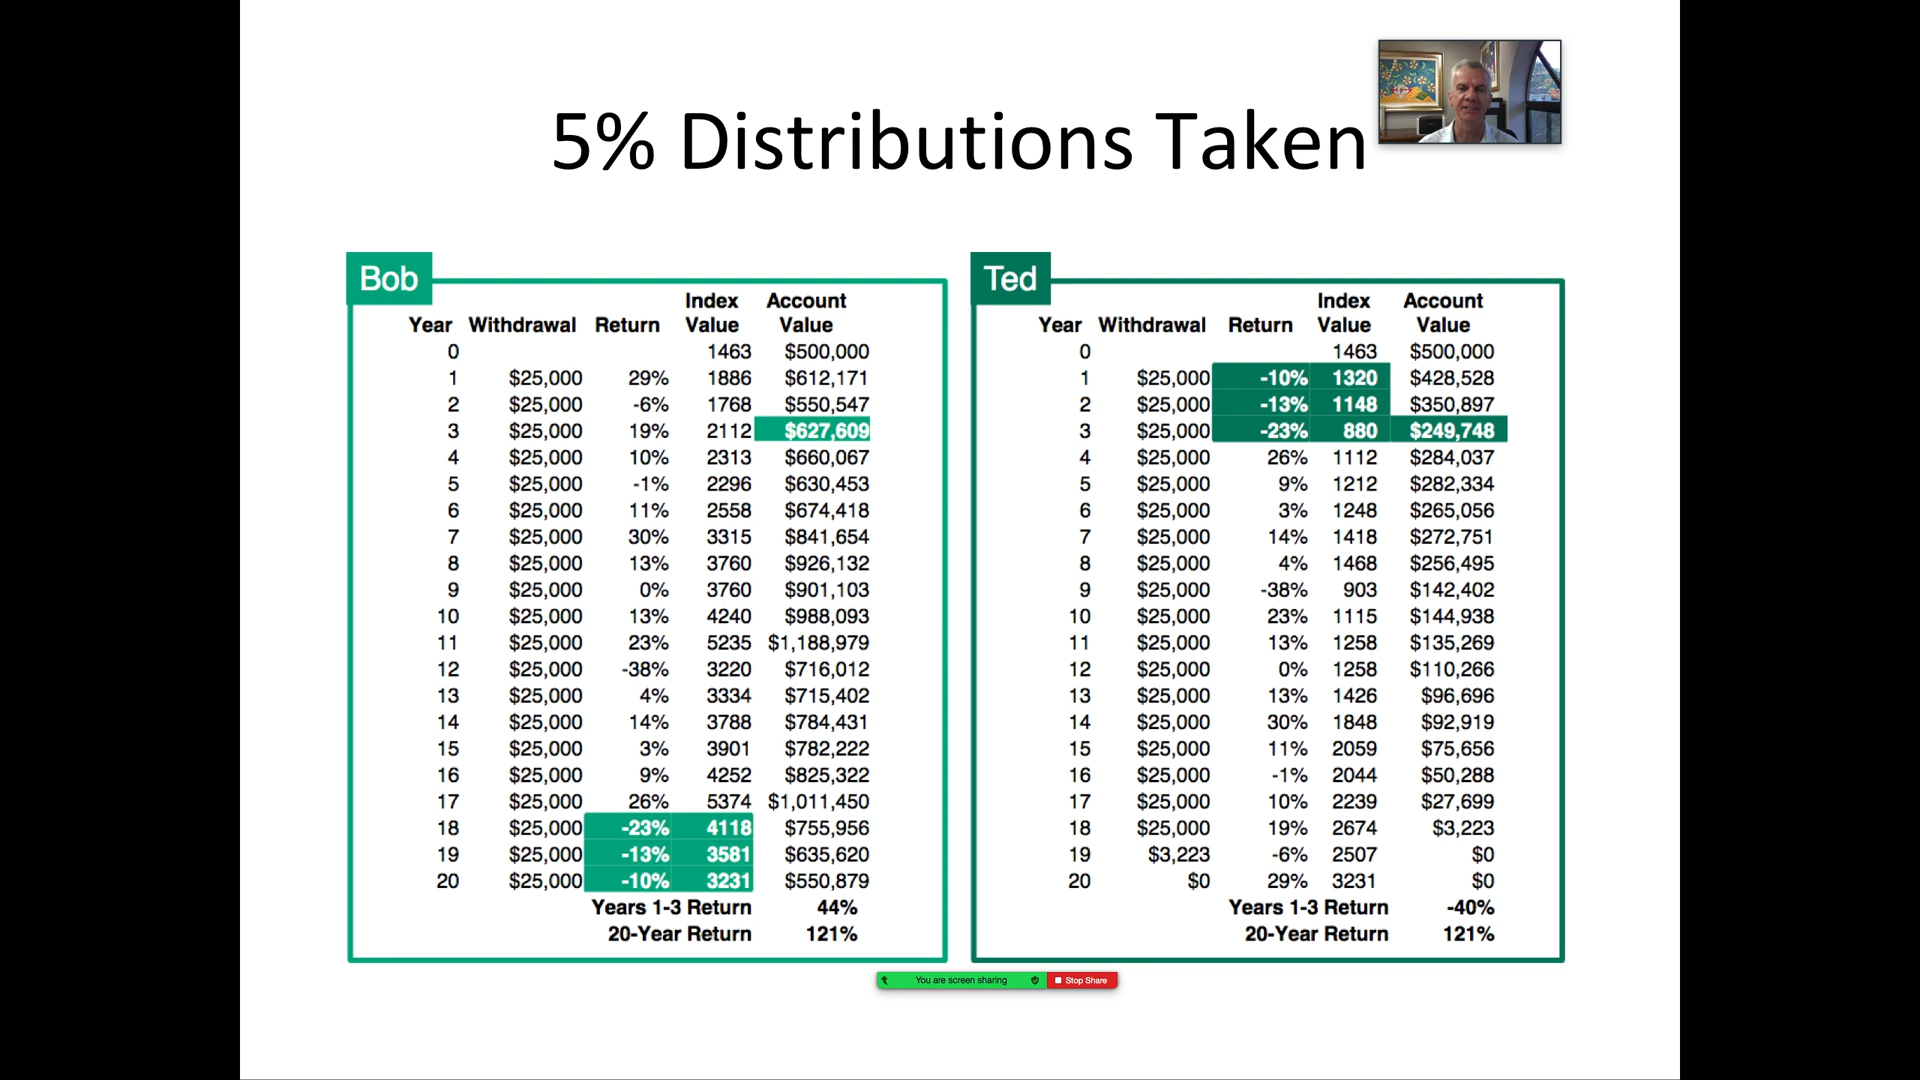 5% Distributions Taken
Bob
Index Account
Year Withdrawal Return Value Value
0 1463 $500,000
1 $25,000 29% 1886 $612,171
2 $25,000 -6% 1768 $550,547
3 $25,000 19% 2112 $627,609
4 $25,000 10% 2313 $660,067
5 $25,000 -1% 2296 $630,453
6 $25,000 11% 2558 $674,418
7 $25,000 30% 3315 $841,654
8 $25,000 13% 3760 $926,132
9 $25,000 0% 3760 $901,103
10 $25,000 13% 4240 $988,093
11 $25,000 23% 5235 $1,188,979
12 $25,000 -38% 3220 $716,012
13 $25,000 4% 3334 $715,402
14 $25,000 14% 3788 $784,431
15 $25,000 3% 3901 $782,222
16 $25,000 9% 4252 $825,322
17 $25,000 26% 5374 $1,011,450
18 $25,000 -23% 4118 $755,956
19 $25,000 -13% 3581 $635,620
20 $25,000 -10% 3231 $550,879
Years 1-3 Return 44%
20-Year Return 121%
Ted
Index Account
Year Withdrawal Return Value Value
0 1463 $500,000
1 $25,000 -10% 1320 $428,528
2 $25,000 -13% 1148 $350,897
3 $25,000 -23% 880 $249,748
4 $25,000 26% 1112 $284,037
5 $25,000 9% 1212 $282,334
6 $25,000 3% 1248 $265,056
7 $25,000 14% 1418 $272,751
8 $25,000 4% 1468 $256,495
9 $25,000 -38% 903 $142,402
10 $25,000 23% 1115 $144,938
11 $25,000 13% 1258 $135,269
12 $25,000 0% 1258 $110,266
13 $25,000 13% 1426 $96,696
14 $25,000 30% 1848 $92,919
15 $25,000 11% 2059 $75,656
16 $25,000 -1% 2044 $50,288
17 $25,000 10% 2239 $27,699
18 $25,000 19% 2674 $3,223
19 $3,223 -6% 2507 $0
20 $0 29% 3231 $0
Years 1-3 Return -40%
20-Year Return 121%
You are screen sharing
Stop Share